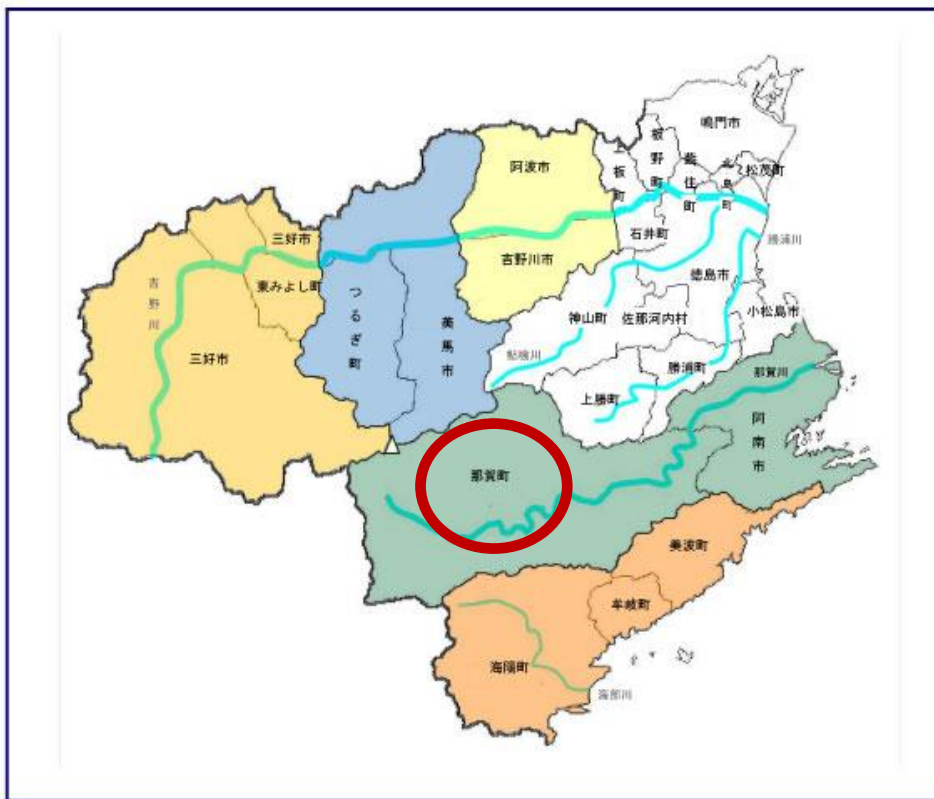 鳴門市
板野町
上板町
藍住町
北島町
松茂町
阿波市
石井町
勝浦川
三好市
吉野川市
徳島市
東みよし町
吉野川
つるぎ町
美馬市
神山町
佐那河内村
小松島市
三好市
鮎喰川
勝浦町
那賀川
上勝町
阿南市
那賀町
美波町
牟岐町
海陽町
海部川